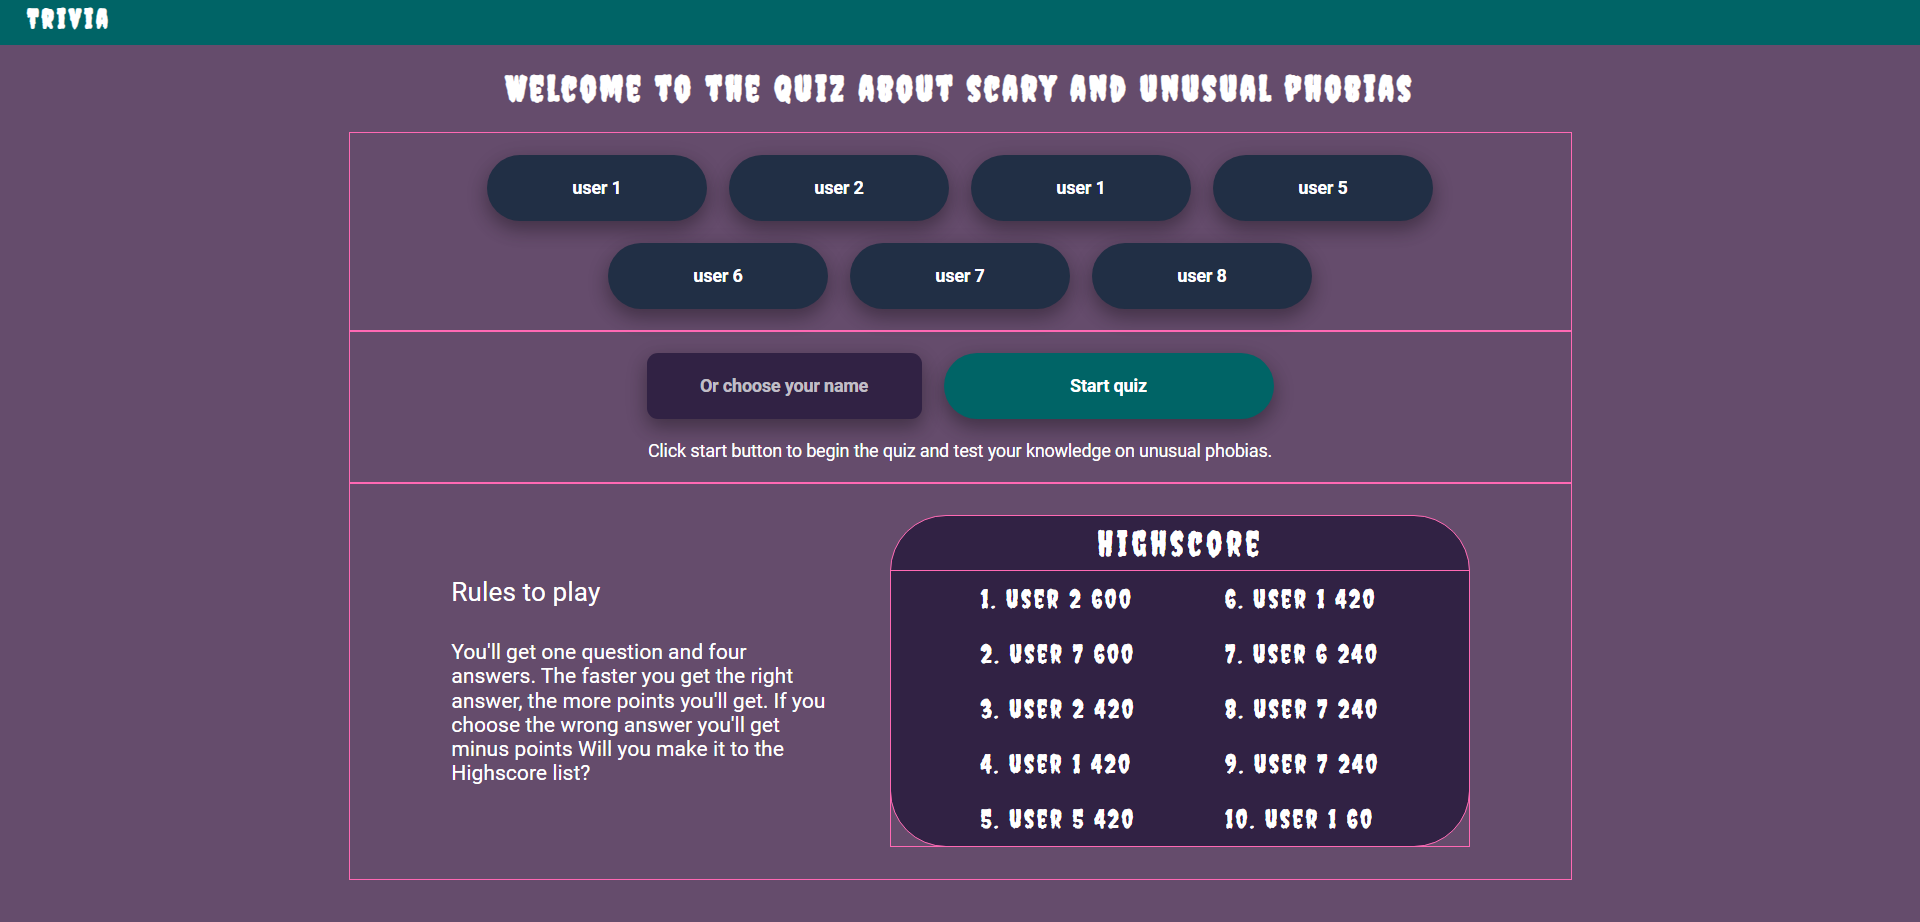 TRIVIA
WELCOME TO THE QUIZ ABOUT SCARY AND UNUSUAL PHOBIAS
user 1
user 2
user 1
user 5
user 6
user 7
user 8
Or choose your name
Start quiz
Click start button to begin the quiz and test your knowledge on unusual phobias.
Rules to play
You'll get one question and four
answers. The faster you get the right
answer, the more points you'll get. If you
choose the wrong answer you'll get
minus points Will you make it to the
Highscore list?
HIGHSCORE
1. USER 2 600
2. USER 7 600
3. USER 2 420
4. USER 1 420
5. USER 5 420
6. USER 1 420
7. USER 6 240
8. USER 7 240
9. USER 7 240
10. USER 1 60